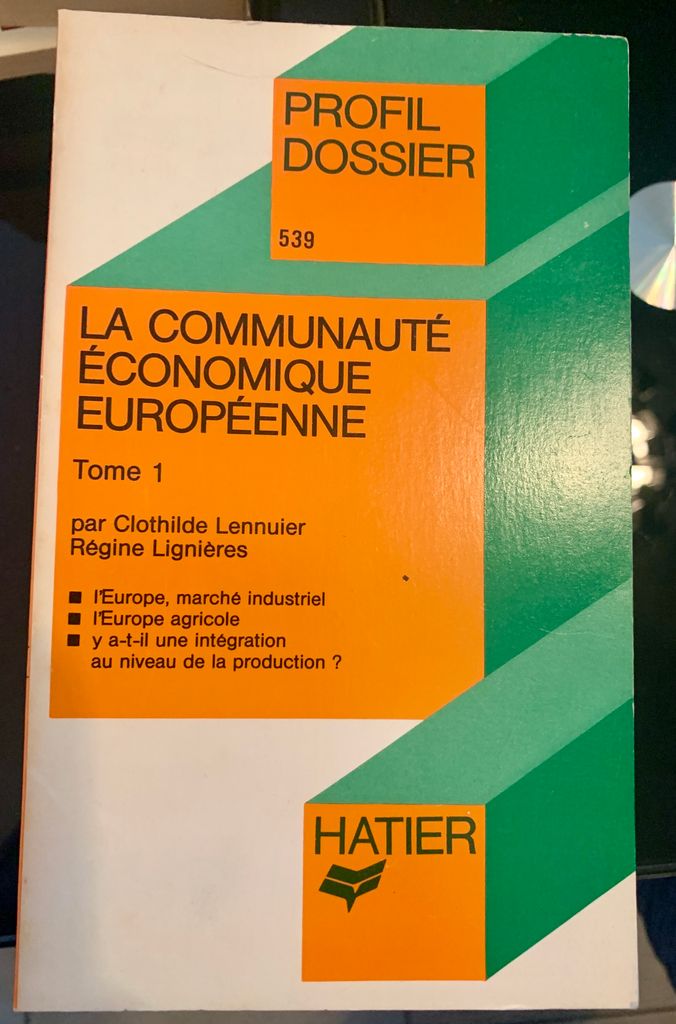 PROFIL
DOSSIER
539
LA COMMUNAUTÉ
ÉCONOMIQUE
EUROPÉENNE
Tome 1
par Clothilde Lennuier
Régine Lignières
■ l'Europe, marché industriel
■ l'Europe agricole
■ y a-t-il une intégration
au niveau de la production ?
HATIER